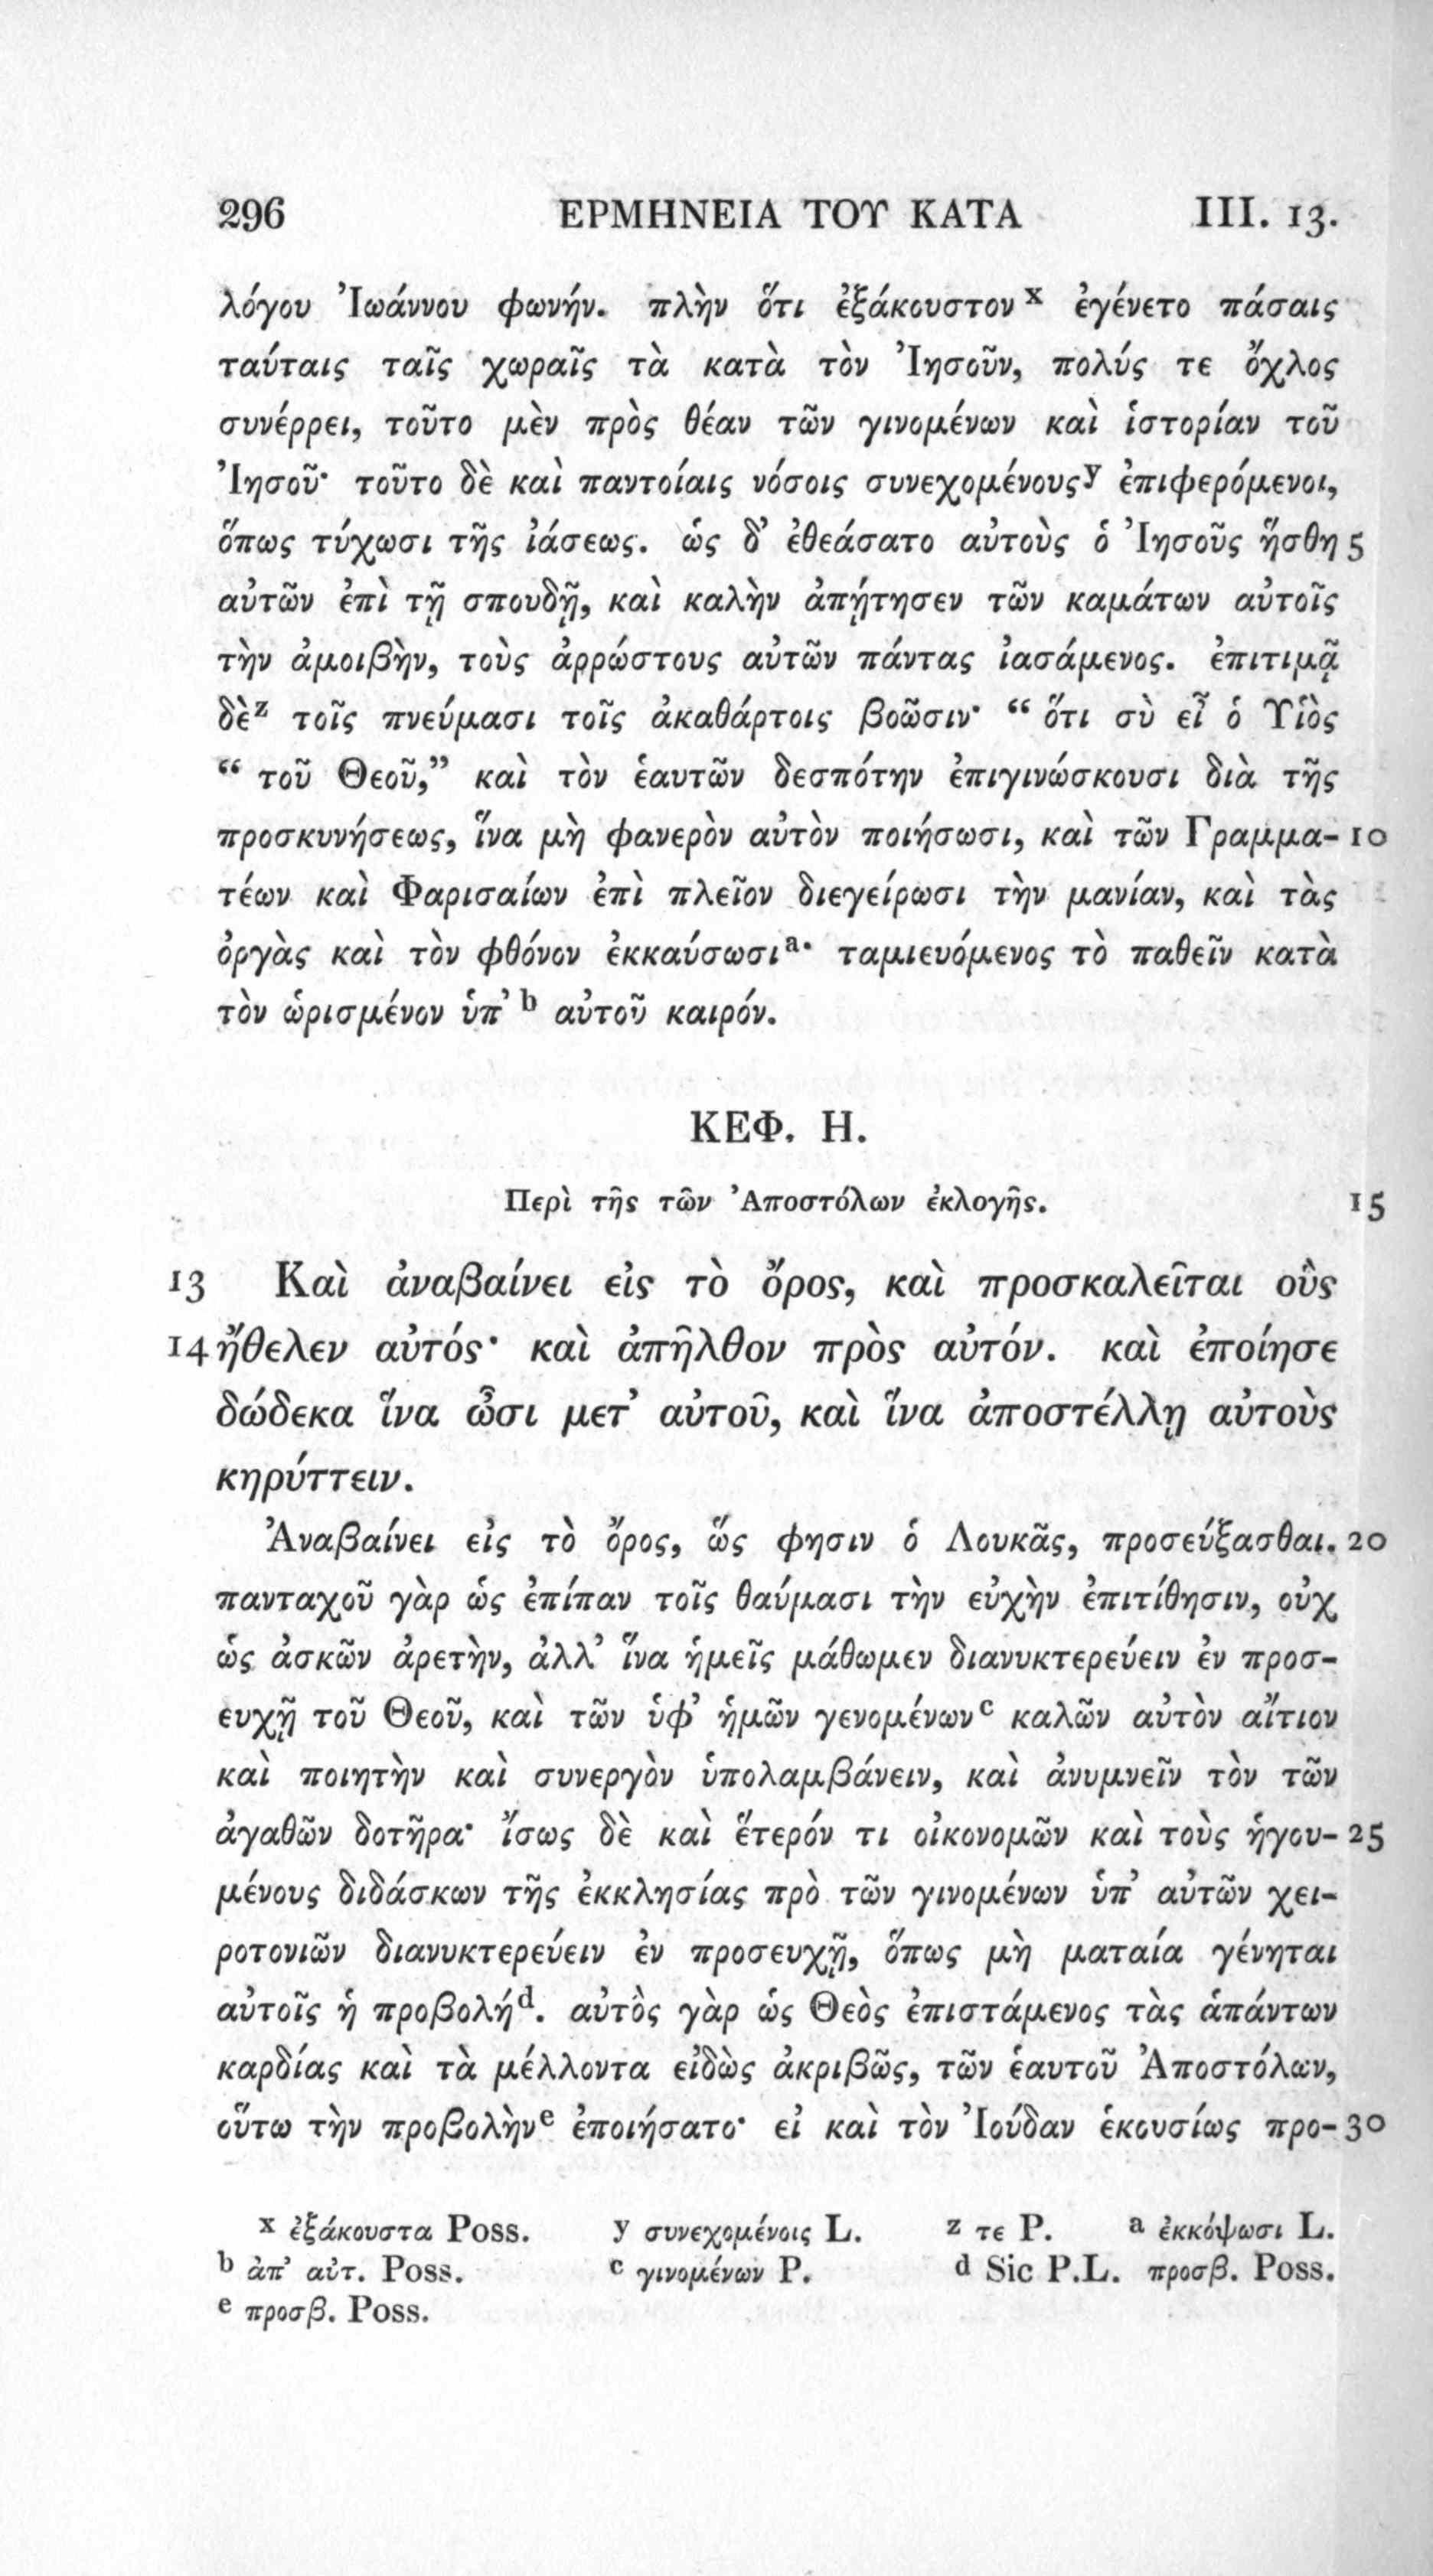 296 ΕΡΜΗΝΕΙΑ ΤΟΥ ΚΑΤΑ III. 13.
λόγου Ἰωάννου φωνήν. πλὴν ὅτι ἐξάκουστον x ἐγένετο πάσαις
ταύταις ταῖς χωραῖς τὰ κατὰ τὸν Ἰησοῦν, πολύς τε ὄχλος
συνέρρει, τοῦτο μὲν πρὸς θέαν τῶν γινομένων καὶ ἱστορίαν τοῦ
Ἰησοῦ· τοῦτο δὲ καὶ παντοίαις νόσοις συνεχομένους y ἐπιφερόμενοι,
ὅπως τύχωσι τῆς ἰάσεως. ὡς δ’ ἐθεάσατο αὐτοὺς ὁ Ἰησοῦς ἥσθη 5
αὐτῶν ἐπὶ τῇ σπουδῇ, καὶ καλὴν ἀπῄτησεν τῶν καμάτων αὐτοῖς
τὴν ἀμοιβὴν, τοὺς ἀρρώστους αὐτῶν πάντας ἰασάμενος. ἐπιτιμᾷ
δὲ z τοῖς πνεύμασι τοῖς ἀκαθάρτοις βοῶσιν· “ ὅτι σὺ εἶ ὁ Υἱὸς
“ τοῦ Θεοῦ,” καὶ τὸν ἑαυτῶν δεσπότην ἐπιγινώσκουσι διὰ τῆς
προσκυνήσεως, ἵνα μὴ φανερὸν αὐτὸν ποιήσωσι, καὶ τῶν Γραμμα- 10
τέων καὶ Φαρισαίων ἐπὶ πλεῖον διεγείρωσι τὴν μανίαν, καὶ τὰς
ὀργὰς καὶ τὸν φθόνον ἐκκαύσωσι a· ταμιευόμενος τὸ παθεῖν κατὰ
τὸν ὡρισμένον ὑπ’ b αὐτοῦ καιρόν.
ΚΕΦ. Η.
Περὶ τῆς τῶν Ἀποστόλων ἐκλογῆς. 15
13 Καὶ ἀναβαίνει εἰς τὸ ὄρος, καὶ προσκαλεῖται οὓς
14 ἤθελεν αὐτός· καὶ ἀπῆλθον πρὸς αὐτόν. καὶ ἐποίησε
δώδεκα ἵνα ὦσι μετ’ αὐτοῦ, καὶ ἵνα ἀποστέλλῃ αὐτοὺς
κηρύττειν.
Ἀναβαίνει εἰς τὸ ὄρος, ὥς φησιν ὁ Λουκᾶς, προσεύξασθαι. 20
πανταχοῦ γὰρ ὡς ἐπίπαν τοῖς θαύμασι τὴν εὐχὴν ἐπιτίθησιν, οὐχ
ὡς ἀσκῶν ἀρετὴν, ἀλλ’ ἵνα ἡμεῖς μάθωμεν διανυκτερεύειν ἐν προσ-
ευχῇ τοῦ Θεοῦ, καὶ τῶν ὑφ’ ἡμῶν γενομένων c καλῶν αὐτὸν αἴτιον
καὶ ποιητὴν καὶ συνεργὸν ὑπολαμβάνειν, καὶ ἀνυμνεῖν τὸν τῶν
ἀγαθῶν δοτῆρα· ἴσως δὲ καὶ ἕτερόν τι οἰκονομῶν καὶ τοὺς ἡγου- 25
μένους διδάσκων τῆς ἐκκλησίας πρὸ τῶν γινομένων ὑπ’ αὐτῶν χει-
ροτονιῶν διανυκτερεύειν ἐν προσευχῇ, ὅπως μὴ ματαία γένηται
αὐτοῖς ἡ προβολή d. αὐτὸς γὰρ ὡς Θεὸς ἐπιστάμενος τὰς ἁπάντων
καρδίας καὶ τὰ μέλλοντα εἰδὼς ἀκριβῶς, τῶν ἑαυτοῦ Ἀποστόλων,
οὕτω τὴν προβολὴν e ἐποιήσατο· εἰ καὶ τὸν Ἰούδαν ἑκουσίως προ- 30
x ἐξάκουστα Poss. y συνεχομένοις L. z τε P. a ἐκκόψωσι L.
b ἀπ’ αὐτ. Poss. c γινομένων P. d Sic P.L. προσβ. Poss.
e προσβ. Poss.